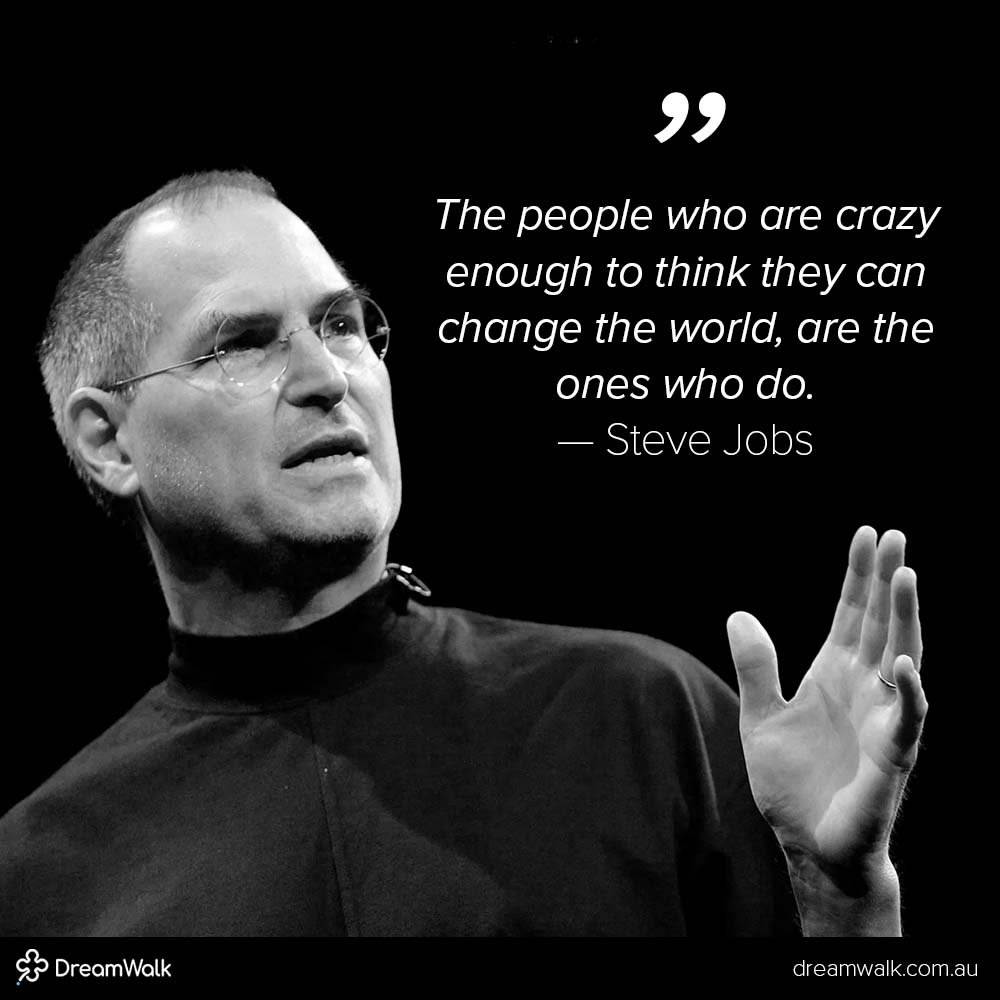 ”
The people who are crazy
enough to think they can
change the world, are the
ones who do.
— Steve Jobs
DreamWalk
dreamwalk.com.au